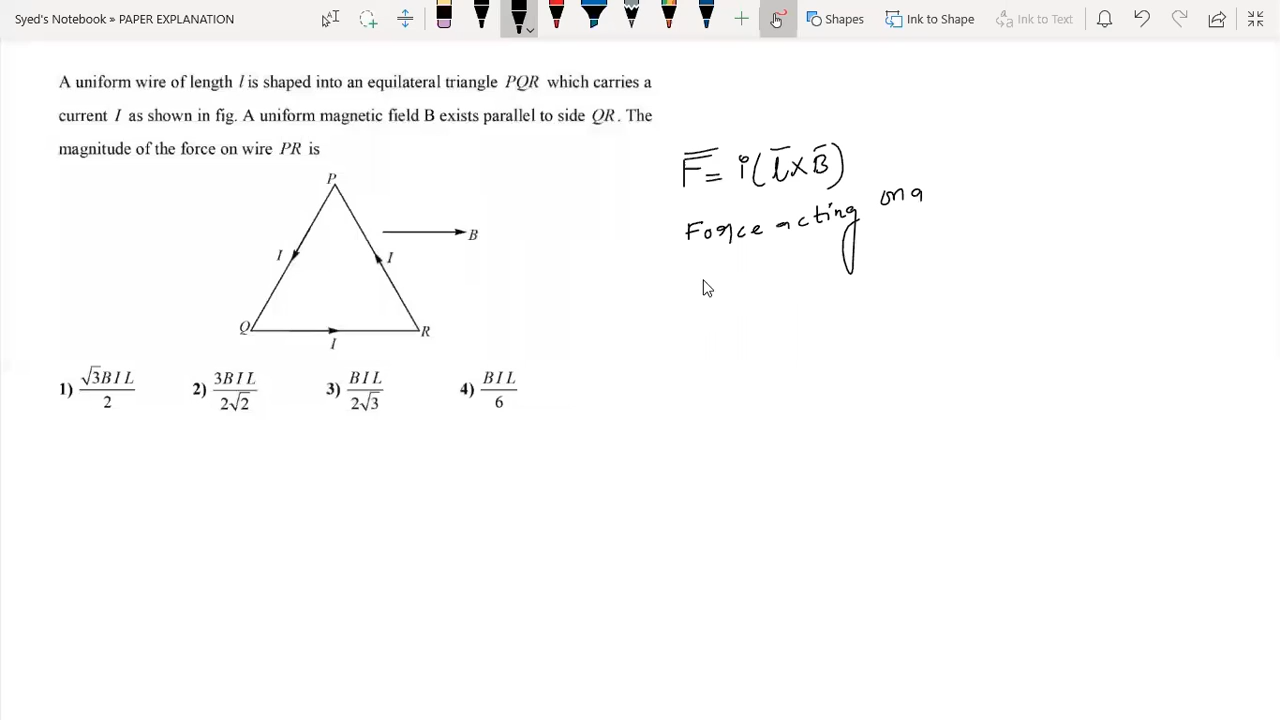 Syed's Notebook » PAPER EXPLANATION
Shapes
Ink to Shape
Ink to Text
A uniform wire of length l is shaped into an equilateral triangle PQR which carries a
current I as shown in fig. A uniform magnetic field B exists parallel to side QR. The
magnitude of the force on wire PR is
P
B
I
I
Q
R
I
1) √3BIL/2 2) 3BIL/2√2 3) BIL/2√3 4) BIL/6
F̅ = i(l̅×B̅)
Force acting on a